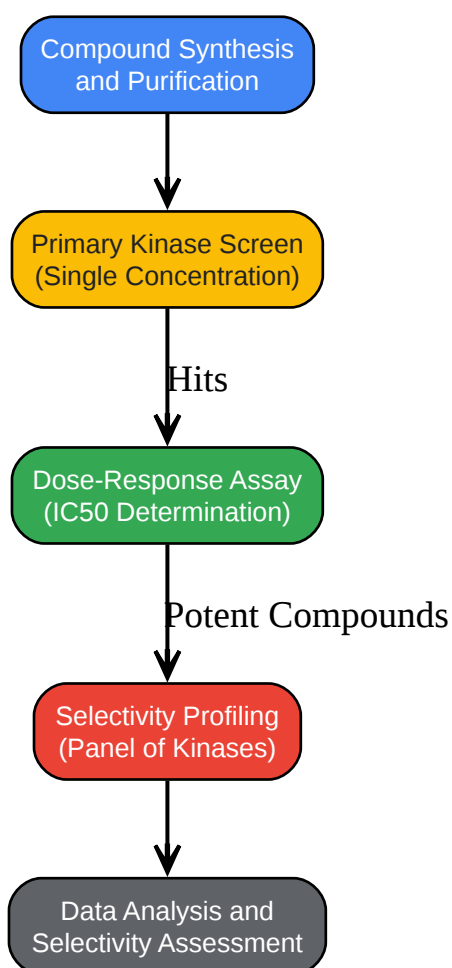 Compound Synthesis
and Purification
Primary Kinase Screen
(Single Concentration)
Hits
Dose-Response Assay
(IC50 Determination)
Potent Compounds
Selectivity Profiling
(Panel of Kinases)
Data Analysis and
Selectivity Assessment